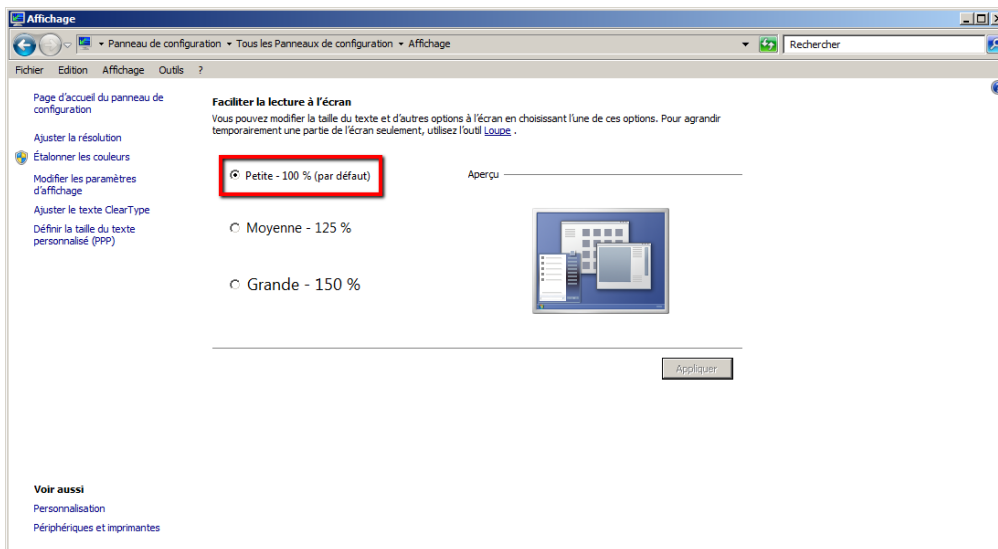 Affichage
Panneau de configuration Tous les Panneaux de configuration Affichage
Rechercher
Fichier Edition Affichage Outils ?
Page d'accueil du panneau de
configuration
Ajuster la résolution
Étalonner les couleurs
Modifier les paramètres
d'affichage
Ajuster le texte ClearType
Définir la taille du texte
personnalisé (PPP)
Faciliter la lecture à l'écran
Vous pouvez modifier la taille du texte et d'autres options à l'écran en choisissant l'une de ces options. Pour agrandir
temporairement une partie de l'écran seulement, utilisez l'outil Loupe .
Petite - 100 % (par défaut)
Aperçu
Moyenne - 125 %
Grande - 150 %
Appliquer
Voir aussi
Personnalisation
Périphériques et imprimantes